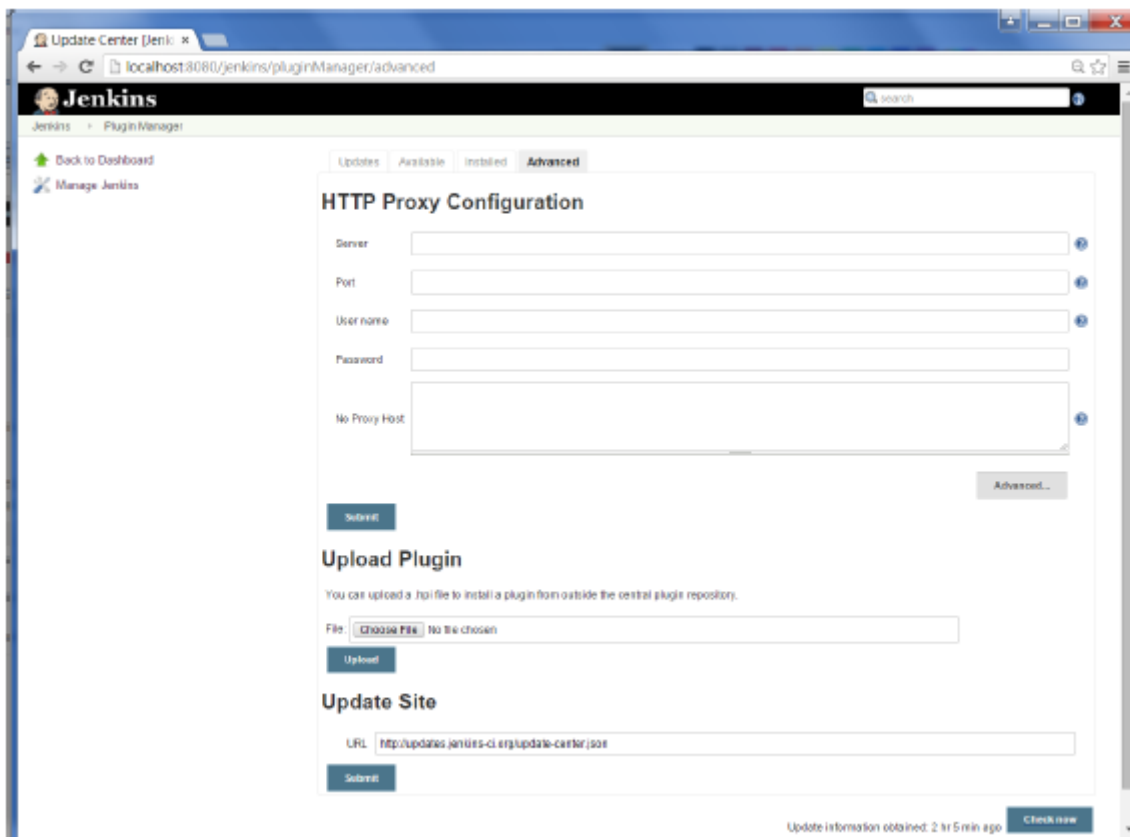 Update Center [Jenk
localhost:8080/jenkins/pluginManager/advanced
Jenkins
search
Jenkins
Plugin Manager
Back to Dashboard
Manage Jenkins
Updates Available Installed Advanced
HTTP Proxy Configuration
Server
Port
User name
Password
No Proxy Host
Advanced...
Submit
Upload Plugin
You can upload a .hpi file to install a plugin from outside the central plugin repository.
File: Choose File No file chosen
Upload
Update Site
URL http://updates.jenkins-ci.org/update-center.json
Submit
Update information obtained: 2 hr 5 min ago Check now